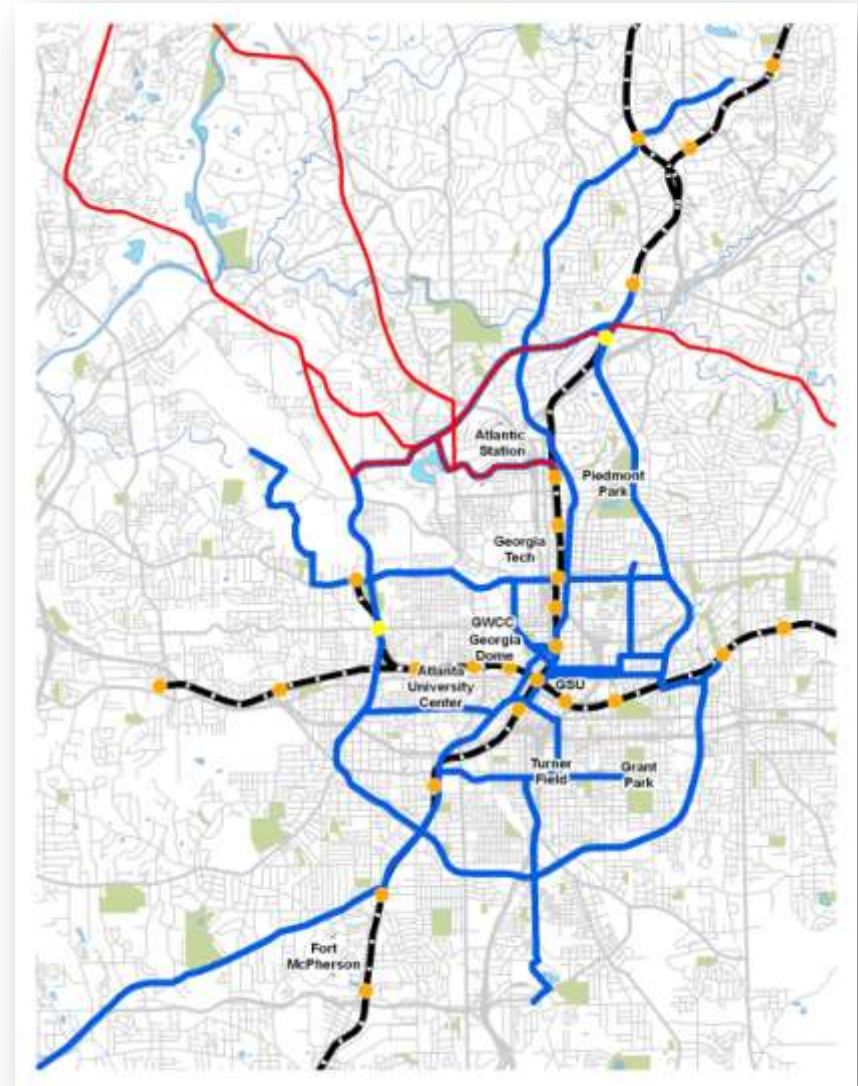 Atlantic
Station
Piedmont
Park
Georgia
Tech
GWCC
Georgia
Dome
Atlanta
University
Center
GSU
Turner
Field
Grant
Park
Fort
McPherson